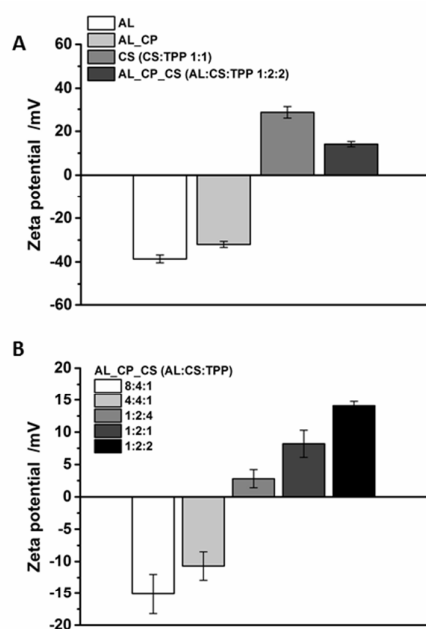 A
AL
AL_CP
CS (CS:TPP 1:1)
AL_CP_CS (AL:CS:TPP 1:2:2)
Zeta potential /mV
60
40
20
0
-20
-40
-60
B
AL_CP_CS (AL:CS:TPP)
8:4:1
4:4:1
1:2:4
1:2:1
1:2:2
Zeta potential /mV
20
15
10
5
0
-5
-10
-15
-20